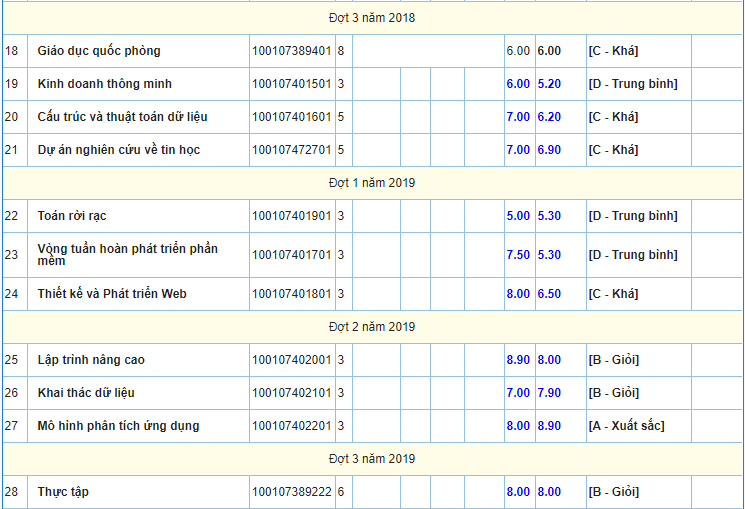 Đợt 3 năm 2018
18 Giáo dục quốc phòng 100107389401 8 6.00 6.00 [C - Khá]
19 Kinh doanh thông minh 100107401501 3 6.00 5.20 [D - Trung bình]
20 Cấu trúc và thuật toán dữ liệu 100107401601 5 7.00 6.20 [C - Khá]
21 Dự án nghiên cứu về tin học 100107472701 5 7.00 6.90 [C - Khá]
Đợt 1 năm 2019
22 Toán rời rạc 100107401901 3 5.00 5.30 [D - Trung bình]
Vòng tuần hoàn phát triển phần
23 mềm 100107401701 3 7.50 5.30 [D - Trung bình]
24 Thiết kế và Phát triển Web 100107401801 3 8.00 6.50 [C - Khá]
Đợt 2 năm 2019
25 Lập trình nâng cao 100107402001 3 8.90 8.00 [B - Giỏi]
26 Khai thác dữ liệu 100107402101 3 7.00 7.90 [B - Giỏi]
27 Mô hình phân tích ứng dụng 100107402201 3 8.00 8.90 [A - Xuất sắc]
Đợt 3 năm 2019
28 Thực tập 100107389222 6 8.00 8.00 [B - Giỏi]